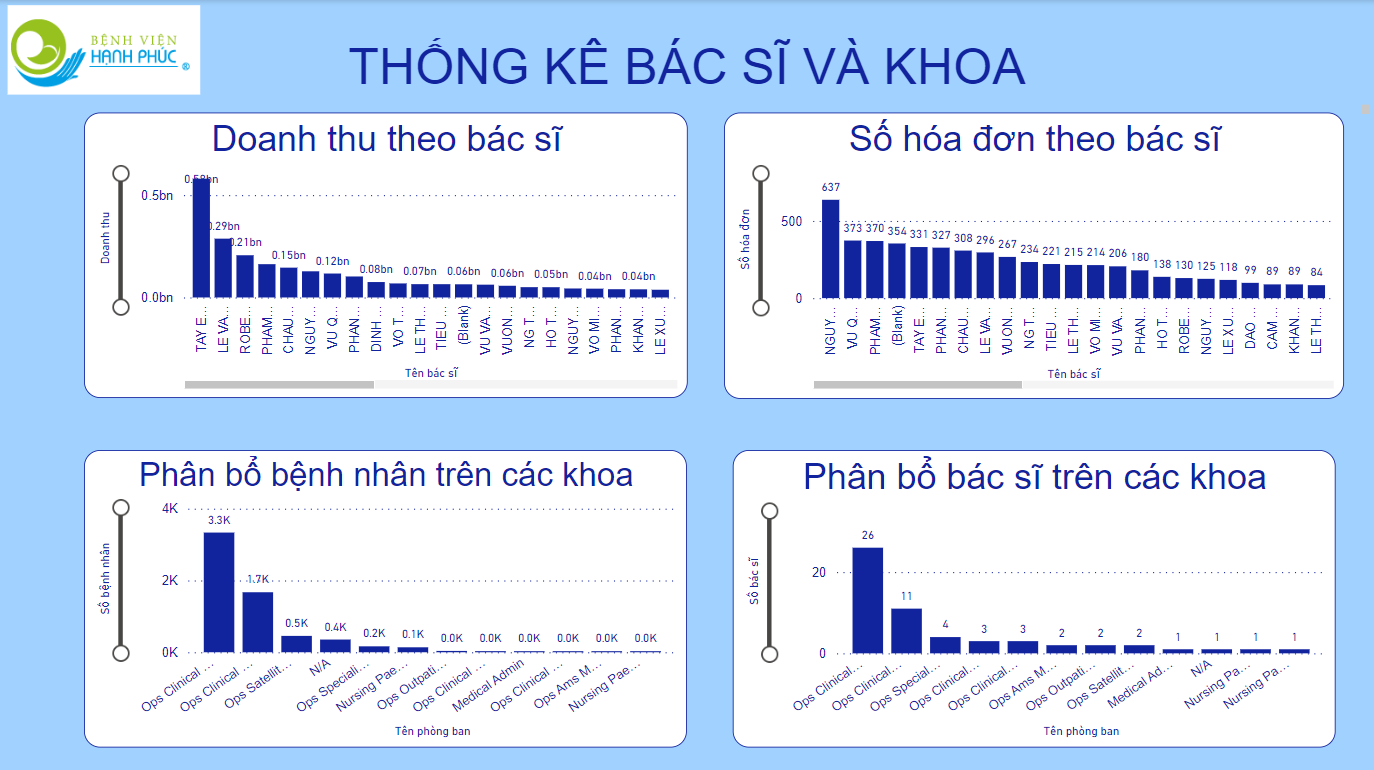 BỆNH VIỆN
HẠNH PHÚC ®
THỐNG KÊ BÁC SĨ VÀ KHOA
Doanh thu theo bác sĩ
Doanh thu
0.5bn
0.0bn
0.58bn
0.29bn
0.21bn
0.15bn
0.12bn
0.08bn
0.07bn
0.06bn
0.06bn
0.05bn
0.04bn
0.04bn
TAY E...
LE VA...
ROBE...
PHAM...
CHAU...
NGUY...
VU Q...
PHAN...
DINH ...
VO T...
LE TH...
TIEU ...
(Blank)
VU VA...
VUON...
NG T...
HO T...
NGUY...
VO MI...
PHAN...
KHAN...
LE XU...
Tên bác sĩ
Số hóa đơn theo bác sĩ
Số hóa đơn
500
0
637
373
370
354
331
327
308
296
267
234
221
215
214
206
180
138
130
125
118
99
89
89
84
NGUY...
VU Q...
PHAM...
(Blank)
TAY E...
PHAN...
CHAU...
LE VA...
VUON...
NG T...
TIEU ...
LE TH...
VO MI...
VU VA...
PHAN...
HO T...
ROBE...
NGUY...
LE XU...
DAO ...
CAM ...
KHAN...
LE TH...
Tên bác sĩ
Phân bổ bệnh nhân trên các khoa
Số bệnh nhân
4K
2K
0K
3.3K
1.7K
0.5K
0.4K
0.2K
0.1K
0.0K
0.0K
0.0K
0.0K
0.0K
0.0K
Ops Clinical ...
Ops Clinical ...
Ops Satellit...
N/A
Ops Speciali...
Nursing Pae...
Ops Outpati...
Ops Clinical ...
Medical Admin
Ops Clinical ...
Ops Ams M...
Nursing Pae...
Tên phòng ban
Phân bổ bác sĩ trên các khoa
Số bác sĩ
20
0
26
11
4
3
3
2
2
2
1
1
1
1
Ops Clinical...
Ops Clinical...
Ops Special...
Ops Clinical...
Ops Clinical...
Ops Ams M...
Ops Outpati...
Ops Satellit...
Medical Ad...
N/A
Nursing Pa...
Nursing Pa...
Tên phòng ban